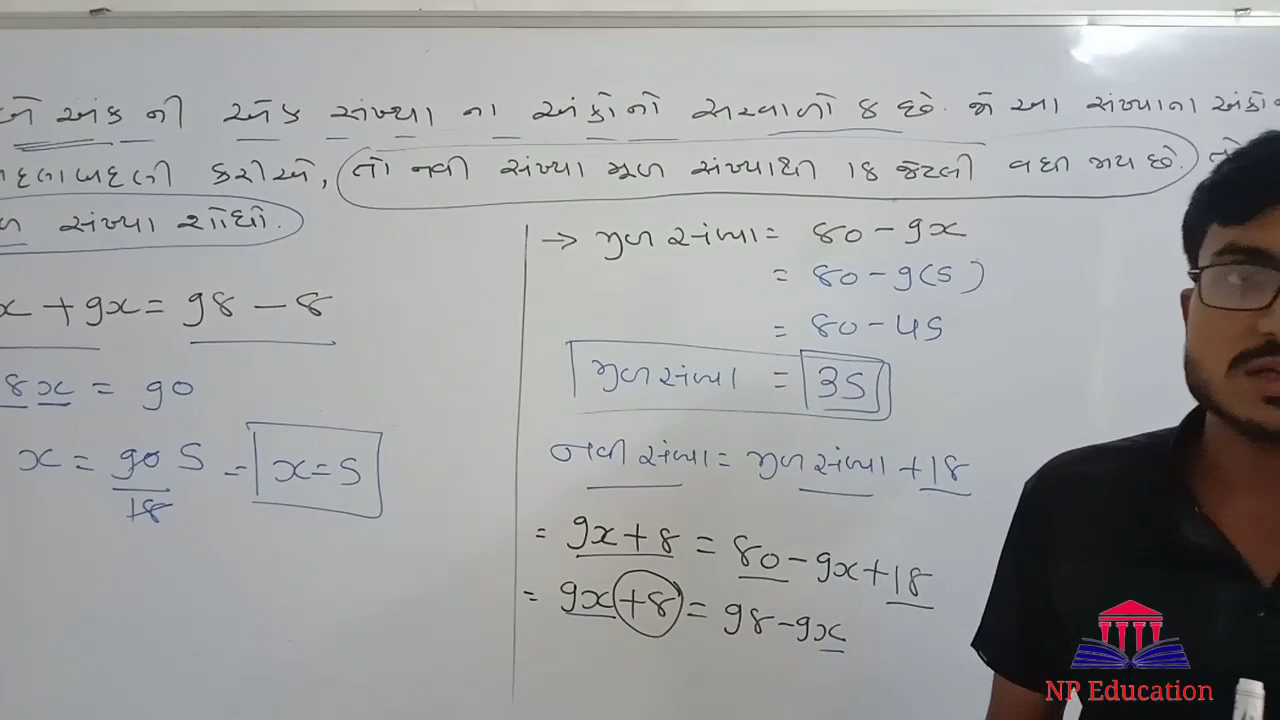 અંક ની એક સંખ્યા ના અંકોનો સરવાળો 8 છે. જો આ સંખ્યાના અંકો
કરીએ, તો નવી સંખ્યા મૂળ સંખ્યાથી 18 જેટલી વધી જાય છે. તો
સંખ્યા શોધો.
x + 9x = 98 - 8
8x = 90
x = 90 5
18
= x = 5
→ મુળ સંખ્યા = 80 - 9x
= 80 - 9(5)
= 80 - 45
મુળ સંખ્યા = 35
નવી સંખ્યા = મુળ સંખ્યા + 18
= 9x + 8 = 80 - 9x + 18
= 9x + 8 = 98 - 9x
NP Education